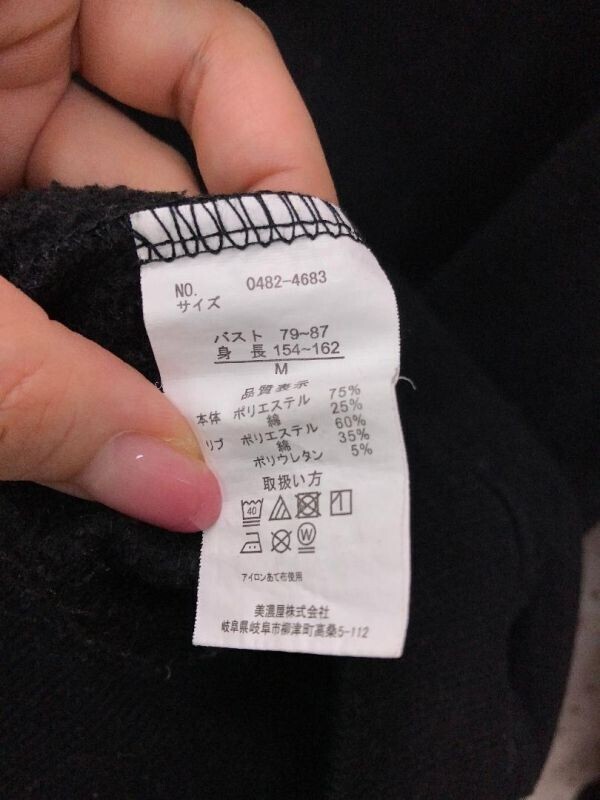 NO. 0482-4683
サイズ
バスト 79~87
身 長 154~162
M
品質表示
本体 ポリエステル 75%
綿 25%
リブ ポリエステル 60%
綿 35%
ポリウレタン 5%
取扱い方
40
W
アイロンあて布使用
美濃屋株式会社
岐阜県岐阜市柳津町高桑5-112